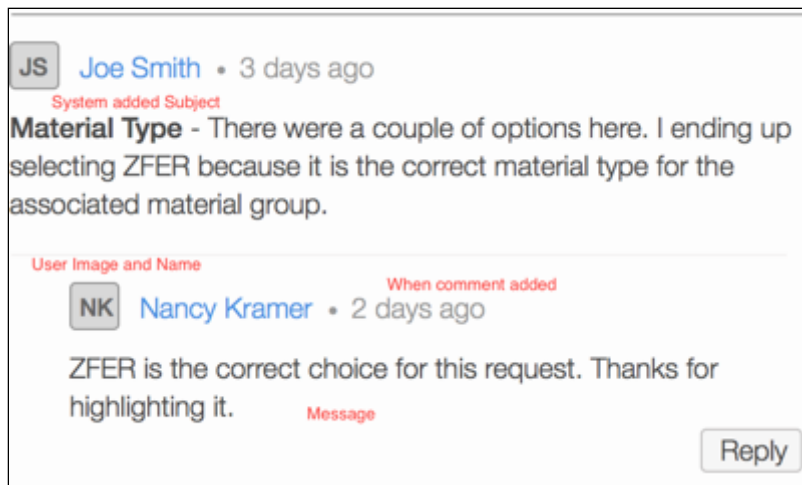 JS Joe Smith • 3 days ago
System added Subject
Material Type - There were a couple of options here. I ending up
selecting ZFER because it is the correct material type for the
associated material group.
User Image and Name
When comment added
NK Nancy Kramer • 2 days ago
ZFER is the correct choice for this request. Thanks for
highlighting it.
Message
Reply